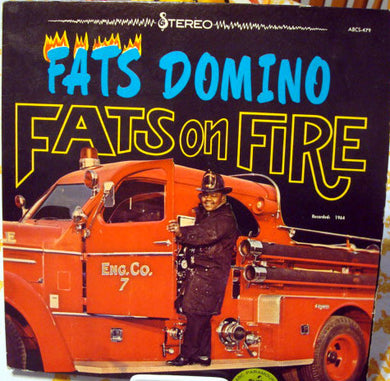 STEREO
ABCS-479
FATS DOMINO
FATS on FIRE
Recorded: 1964
ENG. CO.
7